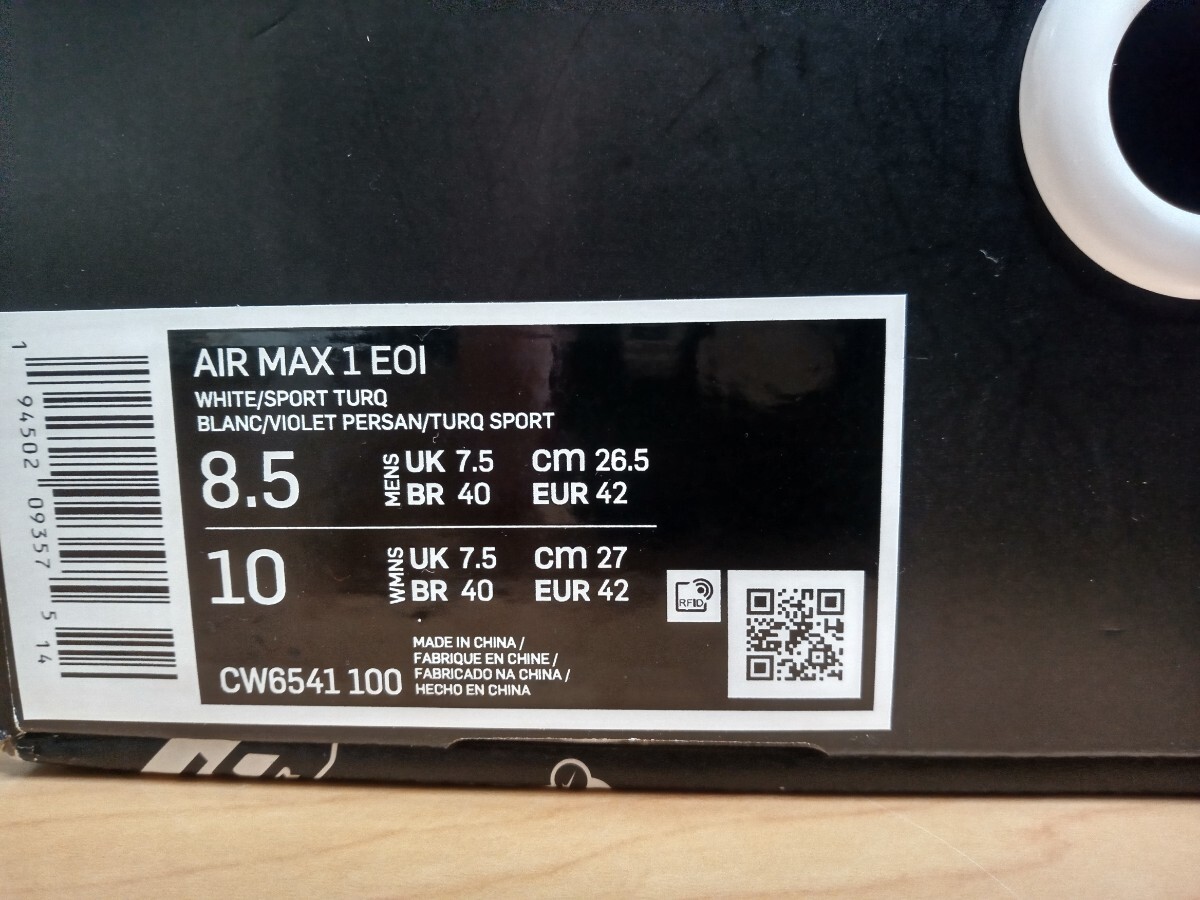 AIR MAX 1 EOI
WHITE/SPORT TURQ
BLANC/VIOLET PERSAN/TURQ SPORT
8.5 MENS UK 7.5 cm 26.5
BR 40 EUR 42
10 WMNS UK 7.5 cm 27
BR 40 EUR 42
RFID
MADE IN CHINA /
FABRIQUE EN CHINE /
FABRICADO NA CHINA /
HECHO EN CHINA
CW6541 100
1 94502 09357 5 14